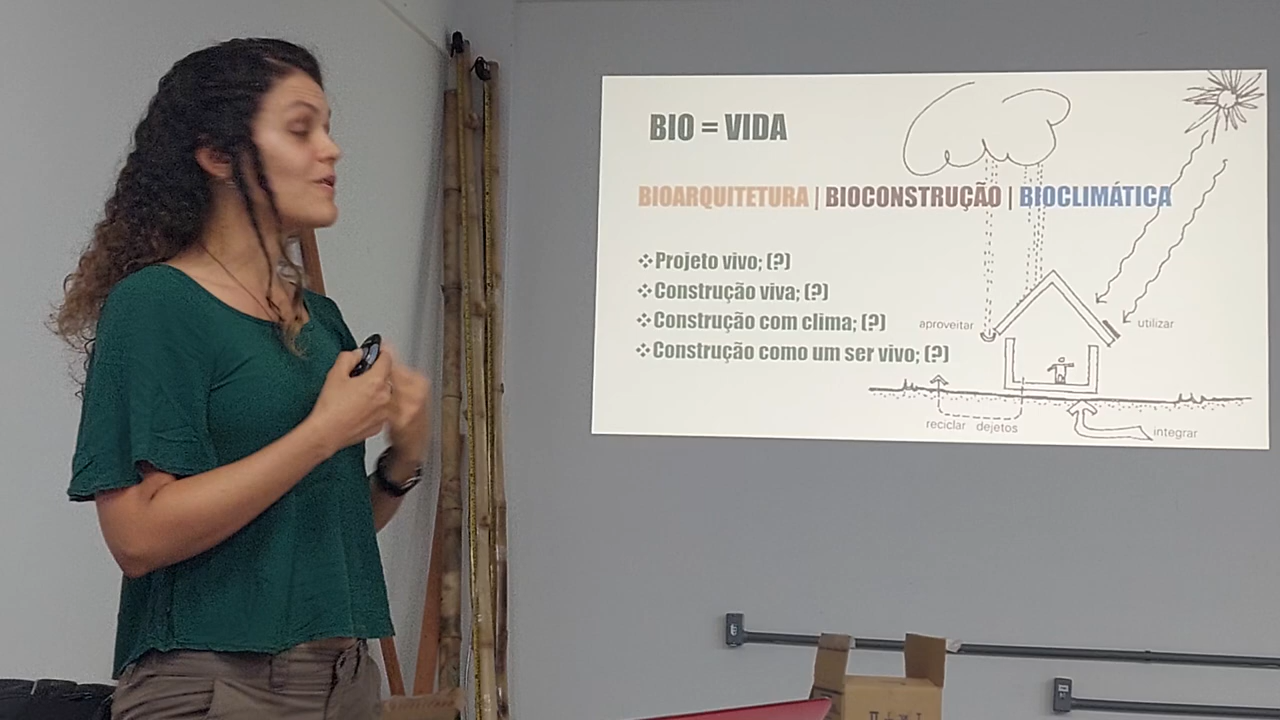 BIO = VIDA
BIOARQUITETURA | BIOCONSTRUÇÃO | BIOCLIMÁTICA
❖Projeto vivo; (?)
❖Construção viva; (?)
❖Construção com clima; (?)
❖Construção como um ser vivo; (?)
aproveitar
utilizar
reciclar dejetos
integrar